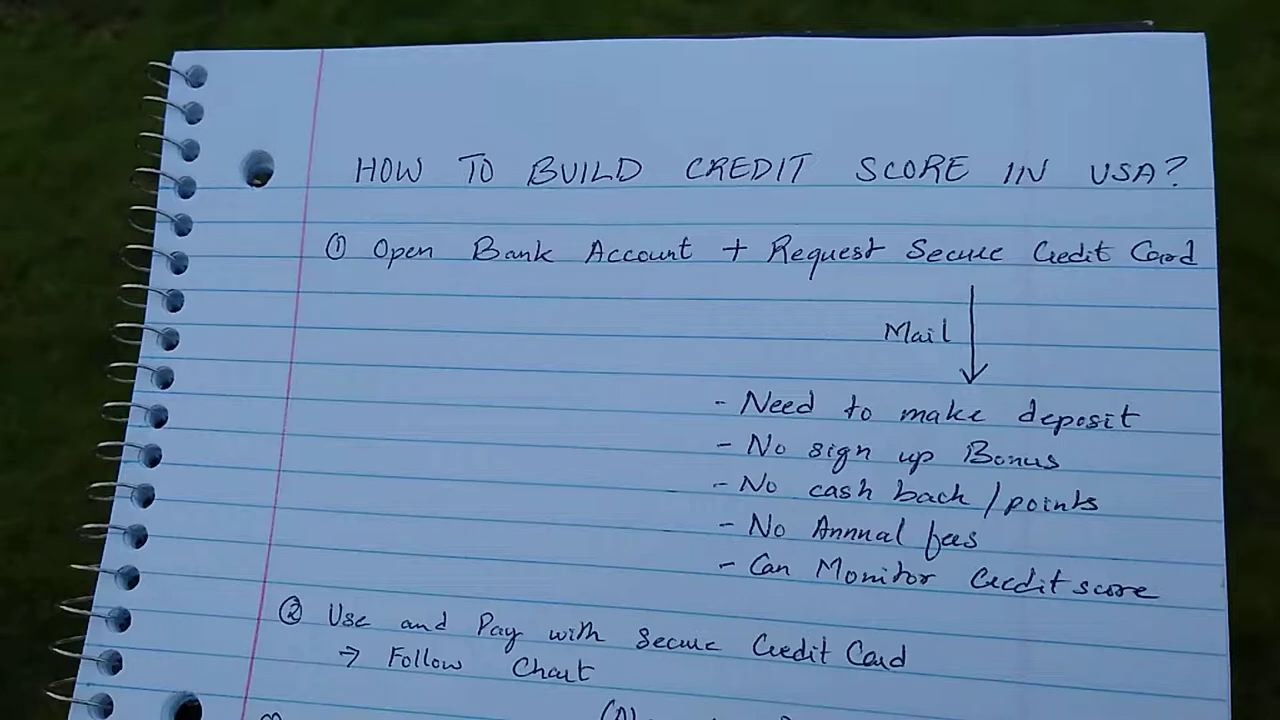 HOW TO BUILD CREDIT SCORE IN USA?
① Open Bank Account + Request Secure Credit Card
Mail
- Need to make deposit
- No sign up Bonus
- No cash back / points
- No Annual fees
- Can Monitor Credit score
② Use and Pay with Secure Credit Card
→ Follow Chart